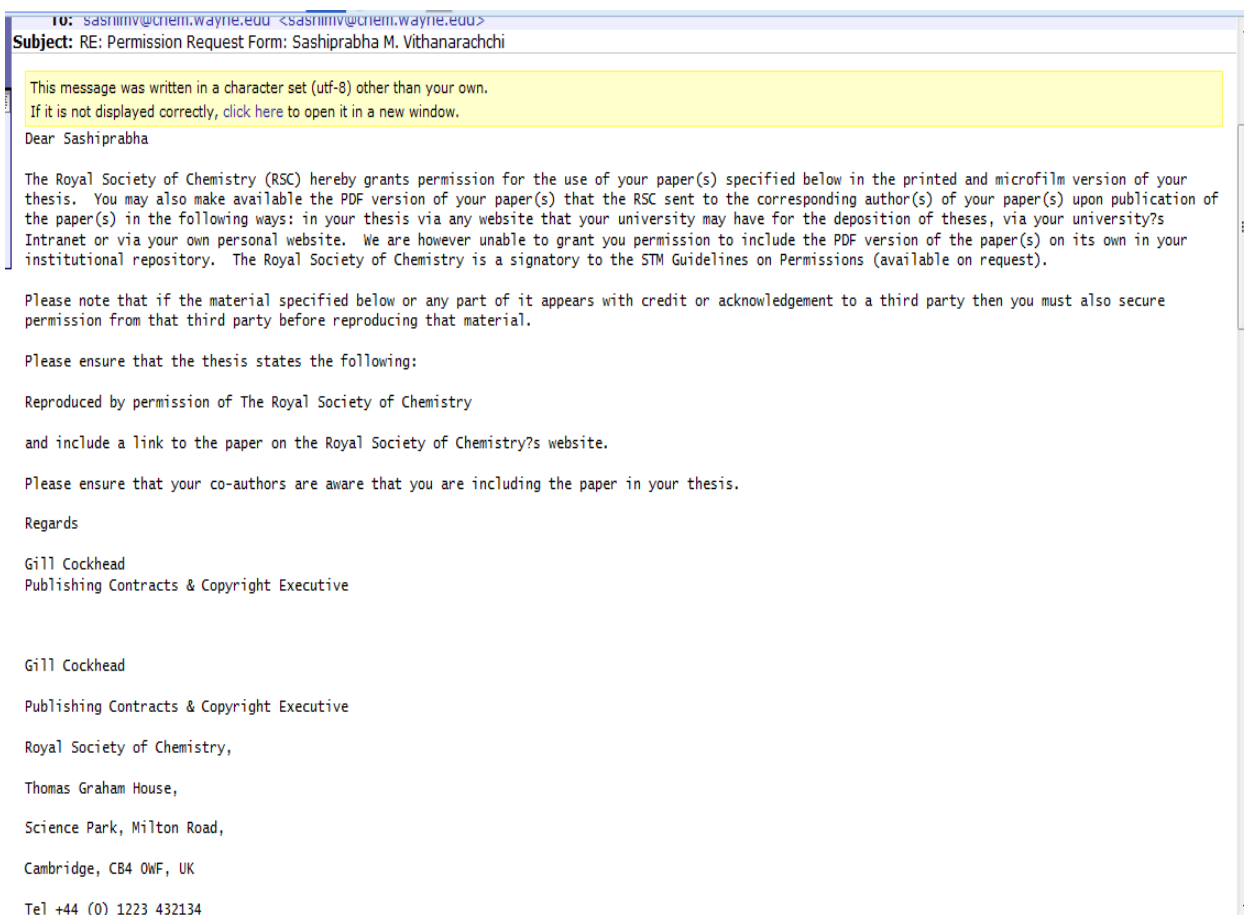 To: sashimv@chem.wayne.edu <sashimv@chem.wayne.edu>
Subject: RE: Permission Request Form: Sashiprabha M. Vithanarachchi
This message was written in a character set (utf-8) other than your own.
If it is not displayed correctly, click here to open it in a new window.
Dear Sashiprabha
The Royal Society of Chemistry (RSC) hereby grants permission for the use of your paper(s) specified below in the printed and microfilm version of your
thesis. You may also make available the PDF version of your paper(s) that the RSC sent to the corresponding author(s) of your paper(s) upon publication of
the paper(s) in the following ways: in your thesis via any website that your university may have for the deposition of theses, via your university?s
Intranet or via your own personal website. We are however unable to grant you permission to include the PDF version of the paper(s) on its own in your
institutional repository. The Royal Society of Chemistry is a signatory to the STM Guidelines on Permissions (available on request).
Please note that if the material specified below or any part of it appears with credit or acknowledgement to a third party then you must also secure
permission from that third party before reproducing that material.
Please ensure that the thesis states the following:
Reproduced by permission of The Royal Society of Chemistry
and include a link to the paper on the Royal Society of Chemistry?s website.
Please ensure that your co-authors are aware that you are including the paper in your thesis.
Regards
Gill Cockhead
Publishing Contracts & Copyright Executive
Gill Cockhead
Publishing Contracts & Copyright Executive
Royal Society of Chemistry,
Thomas Graham House,
Science Park, Milton Road,
Cambridge, CB4 0WF, UK
Tel +44 (0) 1223 432134